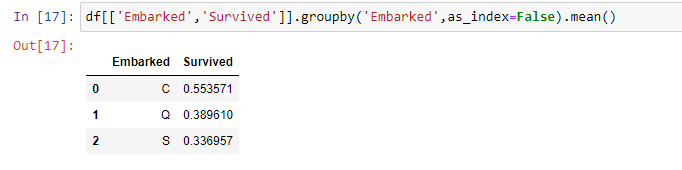 In [17]: df[['Embarked','Survived']].groupby('Embarked',as_index=False).mean()
Out[17]:
Embarked Survived
0 C 0.553571
1 Q 0.389610
2 S 0.336957